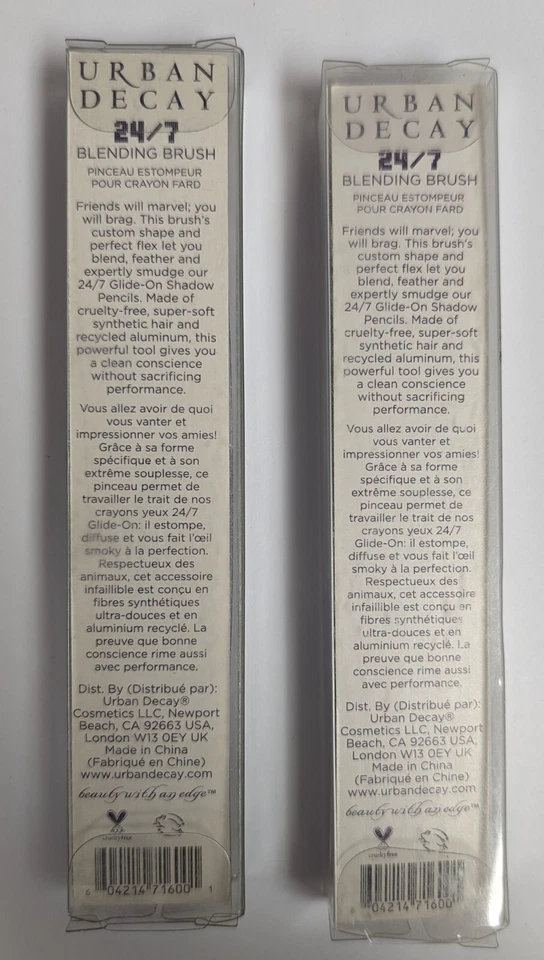 URBAN
DECAY
24/7
BLENDING BRUSH
PINCEAU ESTOMPEUR
POUR CRAYON FARD
Friends will marvel; you
will brag. This brush's
custom shape and
perfect flex let you
blend, feather and
expertly smudge our
24/7 Glide-On Shadow
Pencils. Made of
cruelty-free, super-soft
synthetic hair and
recycled aluminum, this
powerful tool gives you
a clean conscience
without sacrificing
performance.
Vous allez avoir de quoi
vous vanter et
impressionner vos amies!
Grâce à sa forme
spécifique et à son
extrême souplesse, ce
pinceau permet de
travailler le trait de nos
crayons yeux 24/7
Glide-On: il estompe,
diffuse et vous fait l'œil
smoky à la perfection.
Respectueux des
animaux, cet accessoire
infaillible est conçu en
fibres synthétiques
ultra-douces et en
aluminium recyclé. La
preuve que bonne
conscience rime aussi
avec performance.
Dist. By (Distribué par):
Urban Decay®
Cosmetics LLC, Newport
Beach, CA 92663 USA,
London W13 0EY UK
Made in China
(Fabriqué en Chine)
www.urbandecay.com
beauty with an edge™
cruelty free
6 04214 71600 1
URBAN
DECAY
24/7
BLENDING BRUSH
PINCEAU ESTOMPEUR
POUR CRAYON FARD
Friends will marvel; you
will brag. This brush's
custom shape and
perfect flex let you
blend, feather and
expertly smudge our
24/7 Glide-On Shadow
Pencils. Made of
cruelty-free, super-soft
synthetic hair and
recycled aluminum, this
powerful tool gives you
a clean conscience
without sacrificing
performance.
Vous allez avoir de quoi
vous vanter et
impressionner vos amies!
Grâce à sa forme
spécifique et à son
extrême souplesse, ce
pinceau permet de
travailler le trait de nos
crayons yeux 24/7
Glide-On: il estompe,
diffuse et vous fait l'œil
smoky à la perfection.
Respectueux des
animaux, cet accessoire
infaillible est conçu en
fibres synthétiques
ultra-douces et en
aluminium recyclé. La
preuve que bonne
conscience rime aussi
avec performance.
Dist. By (Distribué par):
Urban Decay®
Cosmetics LLC, Newport
Beach, CA 92663 USA,
London W13 0EY UK
Made in China
(Fabriqué en Chine)
www.urbandecay.com
beauty with an edge™
cruelty free
6 04214 71600